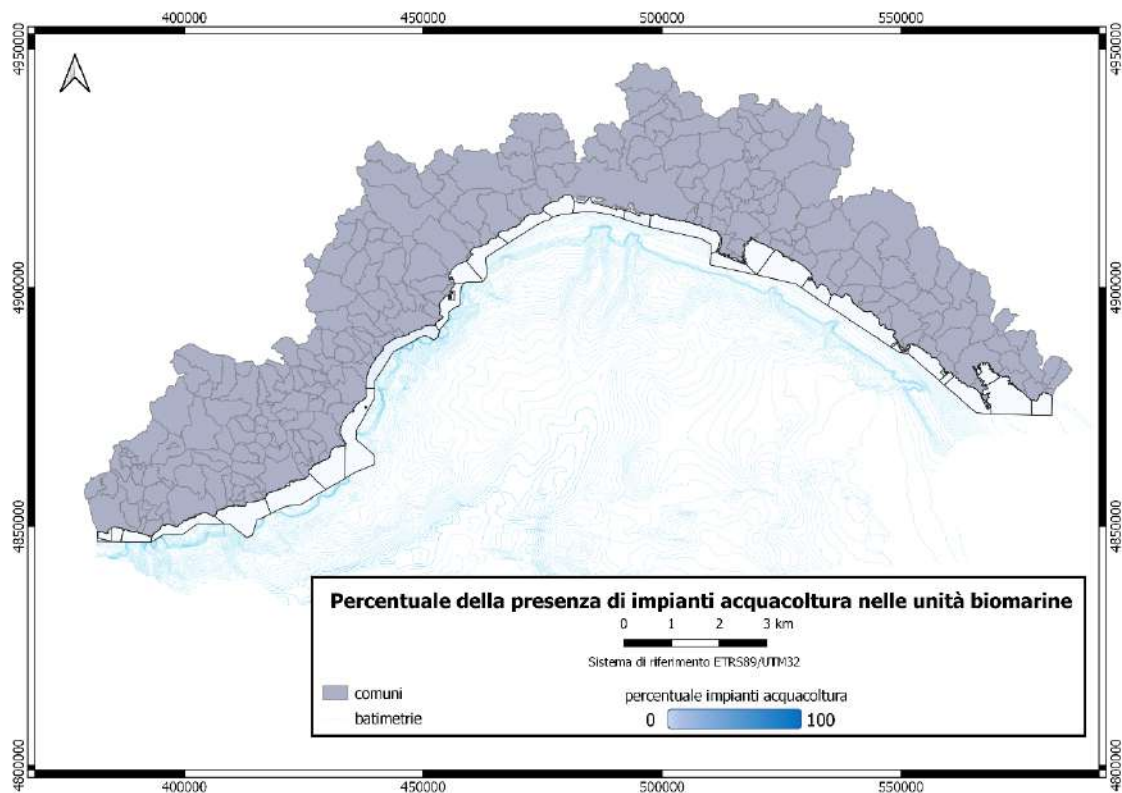 400000 450000 500000 550000
4950000 4950000
4900000 4900000
4850000 4850000
4800000 4800000
Percentuale della presenza di impianti acquacoltura nelle unità biomarine
0 1 2 3 km
Sistema di riferimento ETRS89/UTM32
comuni
percentuale impianti acquacoltura
batimetrie
0 100
400000 450000 500000 550000